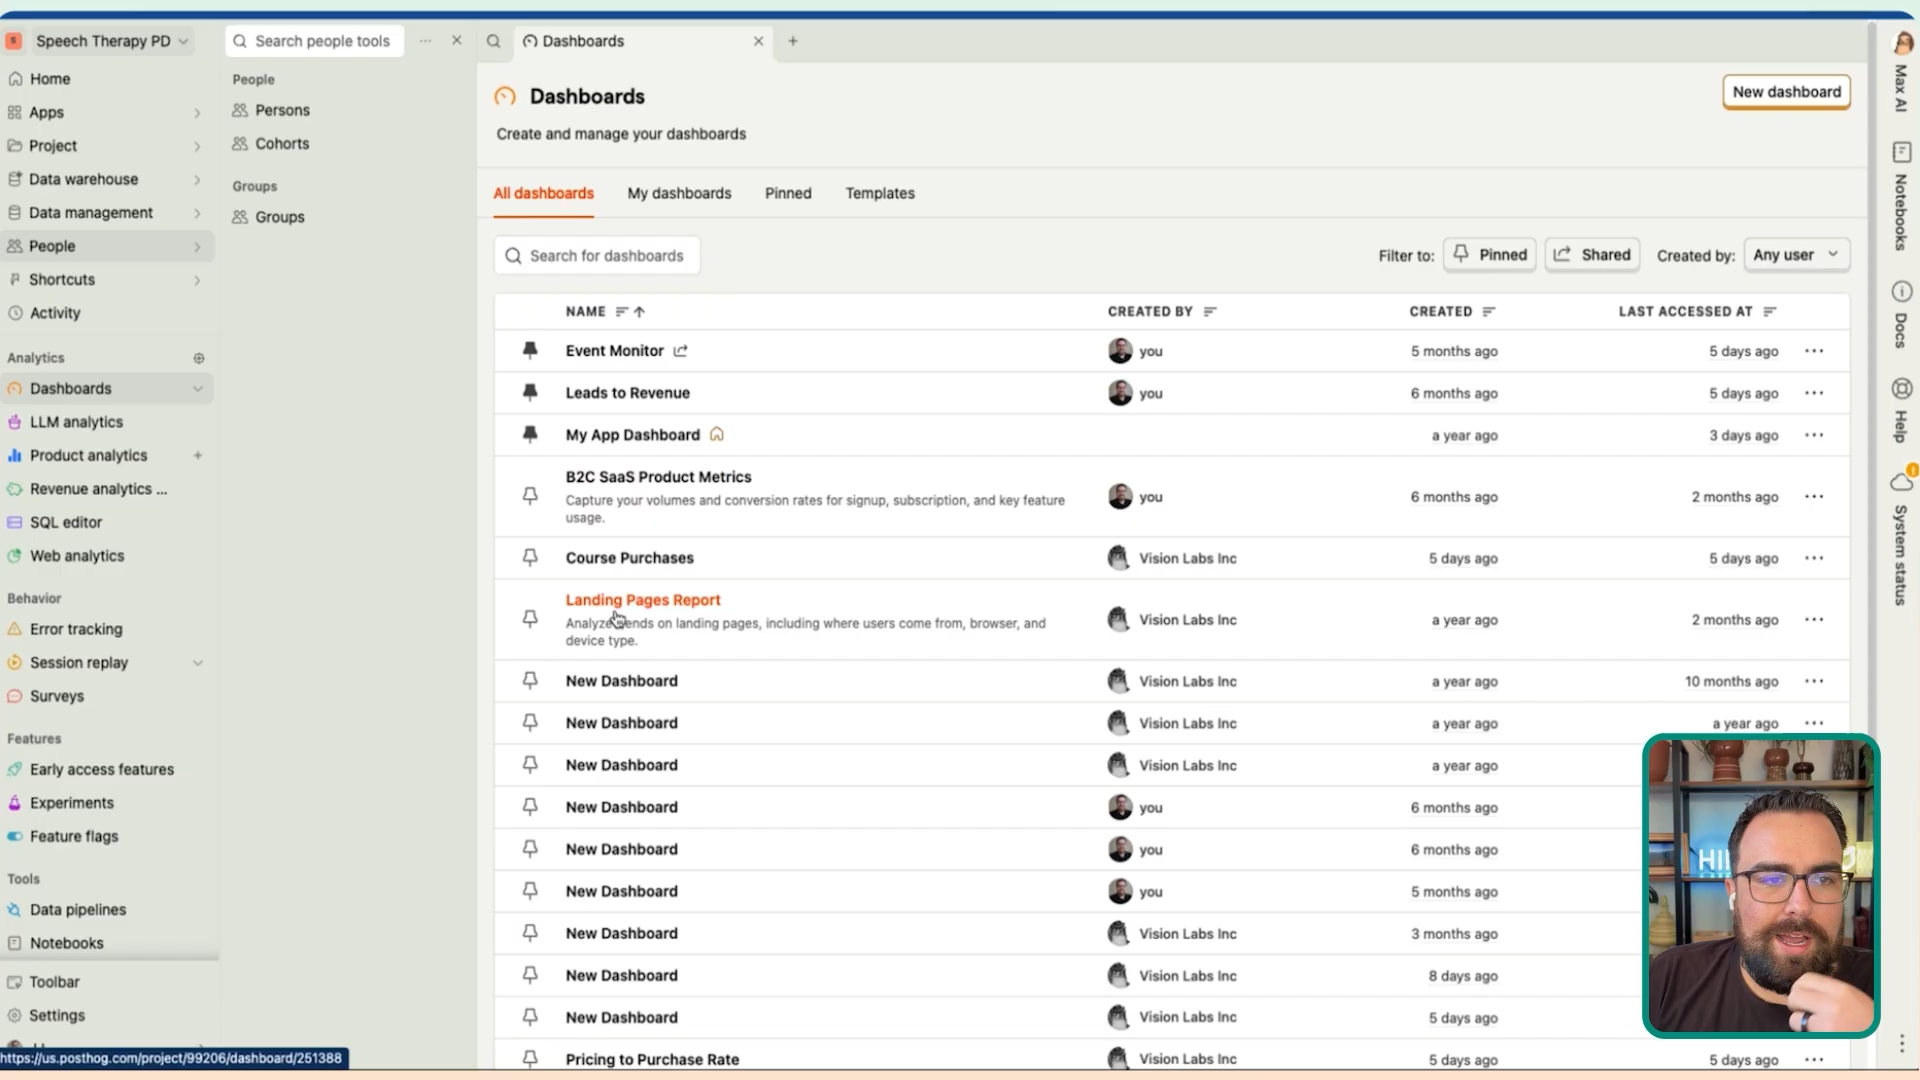 Speech Therapy PD
Home
Apps
Project
Data warehouse
Data management
People
Shortcuts
Activity
Analytics
Dashboards
LLM analytics
Product analytics
Revenue analytics ...
SQL editor
Web analytics
Behavior
Error tracking
Session replay
Surveys
Features
Early access features
Experiments
Feature flags
Tools
Data pipelines
Notebooks
Toolbar
Settings
https://us.posthog.com/project/99206/dashboard/251388
Search people tools
People
Persons
Cohorts
Groups
Groups
Dashboards
Dashboards
New dashboard
Create and manage your dashboards
All dashboards My dashboards Pinned Templates
Search for dashboards
Filter to: Pinned Shared Created by: Any user
NAME CREATED BY CREATED LAST ACCESSED AT
Event Monitor you 5 months ago 5 days ago
Leads to Revenue you 6 months ago 5 days ago
My App Dashboard a year ago 3 days ago
B2C SaaS Product Metrics
Capture your volumes and conversion rates for signup, subscription, and key feature
usage.
you 6 months ago 2 months ago
Course Purchases Vision Labs Inc 5 days ago 5 days ago
Landing Pages Report
Analyze on landing pages, including where users come from, browser, and
device type.
Vision Labs Inc a year ago 2 months ago
New Dashboard Vision Labs Inc a year ago 10 months ago
New Dashboard Vision Labs Inc a year ago a year ago
New Dashboard Vision Labs Inc a year ago
New Dashboard you 6 months ago
New Dashboard you 6 months ago
New Dashboard you 5 months ago
New Dashboard Vision Labs Inc 3 months ago
New Dashboard Vision Labs Inc 8 days ago
New Dashboard Vision Labs Inc 5 days ago
Pricing to Purchase Rate Vision Labs Inc 5 days ago 5 days ago
Max AI
Notebooks
Docs
Help
System status